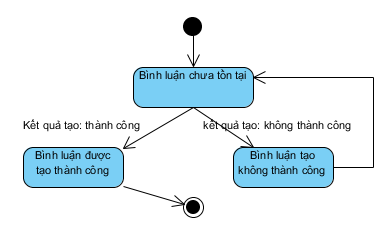 Bình luận chưa tồn tại
Kết quả tạo: thành công
kết quả tạo: không thành công
Bình luận được
tạo thành công
Bình luận tạo
không thành công